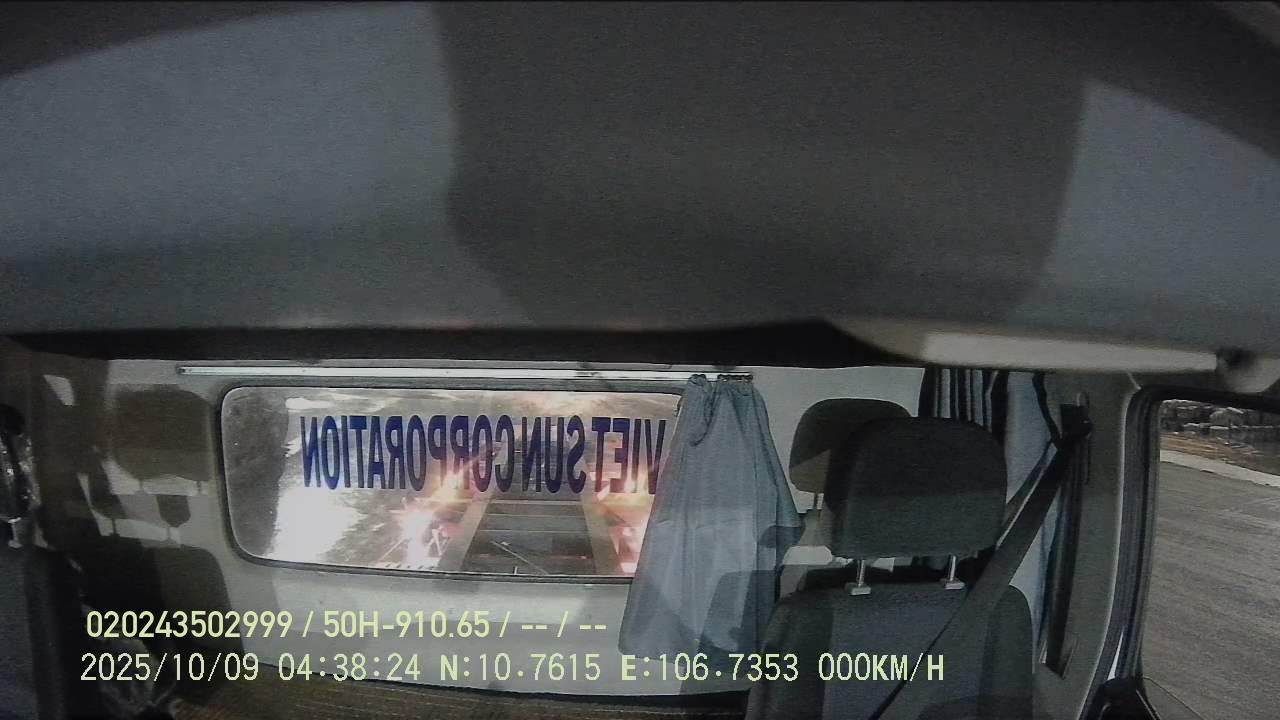 VIET SUN CORPORATION
020243502999 / 50H-910.65 / -- / --
2025/10/09 04:38:24 N:10.7615 E:106.7353 000KM/H